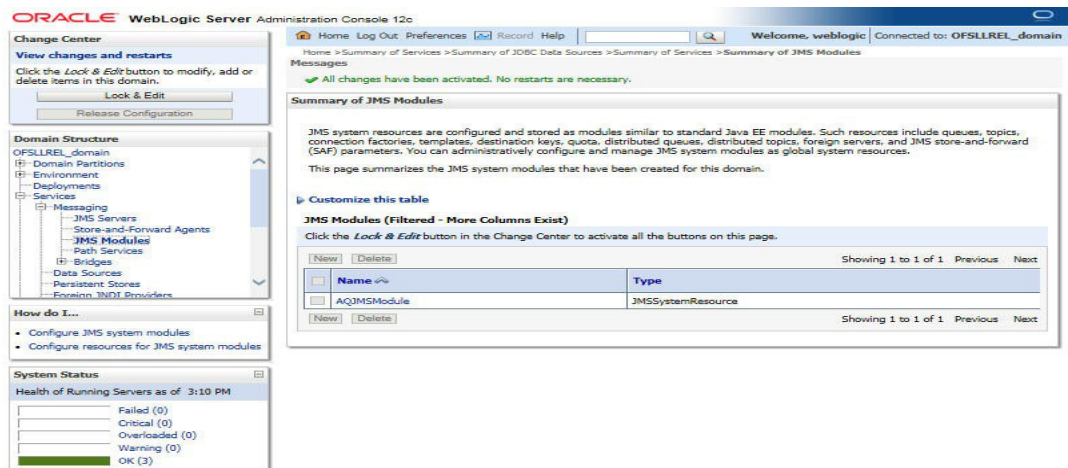 ORACLE WebLogic Server Administration Console 12c
Change Center
View changes and restarts
Click the Lock & Edit button to modify, add or
delete items in this domain.
Lock & Edit
Release Configuration
Domain Structure
OFSLLREL_domain
Domain Partitions
Environment
Deployments
Services
Messaging
JMS Servers
Store-and-Forward Agents
JMS Modules
Path Services
Bridges
Data Sources
Persistent Stores
Foreign JNDI Providers
How do I...
Configure JMS system modules
Configure resources for JMS system modules
System Status
Health of Running Servers as of 3:10 PM
Failed (0)
Critical (0)
Overloaded (0)
Warning (0)
OK (3)
Home Log Out Preferences Record Help
Welcome, weblogic Connected to: OFSLLREL_domain
Home >Summary of Services >Summary of JDBC Data Sources >Summary of Services >Summary of JMS Modules
Messages
All changes have been activated. No restarts are necessary.
Summary of JMS Modules
JMS system resources are configured and stored as modules similar to standard Java EE modules. Such resources include queues, topics,
connection factories, templates, destination keys, quota, distributed queues, distributed topics, foreign servers, and JMS store-and-forward
(SAF) parameters. You can administratively configure and manage JMS system modules as global system resources.
This page summarizes the JMS system modules that have been created for this domain.
Customize this table
JMS Modules (Filtered - More Columns Exist)
Click the Lock & Edit button in the Change Center to activate all the buttons on this page.
New Delete Showing 1 to 1 of 1 Previous Next
Name Type
AQJMSModule JMSSystemResource
New Delete Showing 1 to 1 of 1 Previous Next